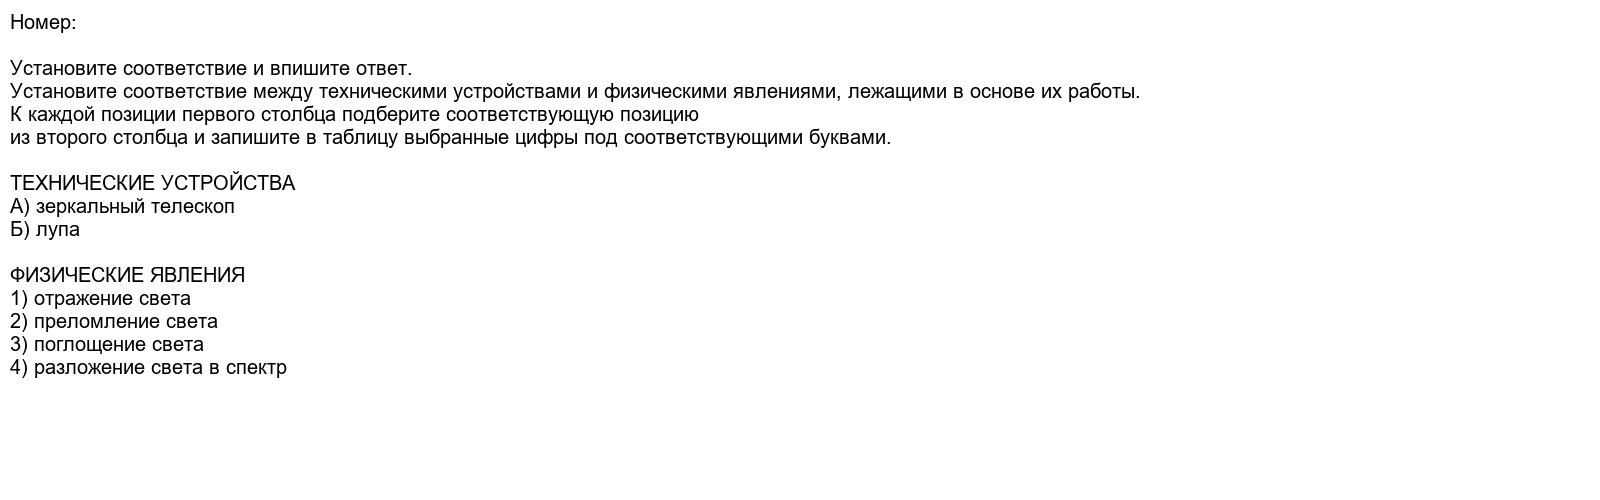 Номер:
Установите соответствие и впишите ответ.
Установите соответствие между техническими устройствами и физическими явлениями, лежащими в основе их работы.
К каждой позиции первого столбца подберите соответствующую позицию
из второго столбца и запишите в таблицу выбранные цифры под соответствующими буквами.
ТЕХНИЧЕСКИЕ УСТРОЙСТВА
А) зеркальный телескоп
Б) лупа
ФИЗИЧЕСКИЕ ЯВЛЕНИЯ
1) отражение света
2) преломление света
3) поглощение света
4) разложение света в спектр